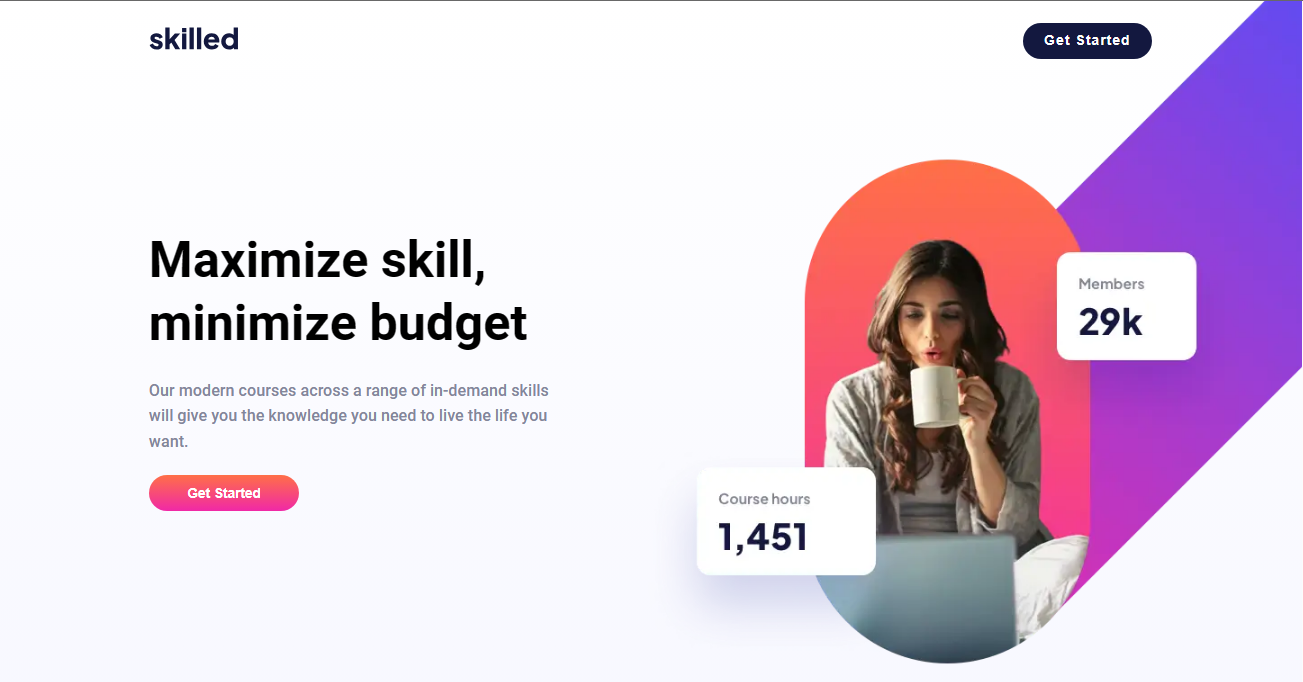 skilled
Get Started
Maximize skill,
minimize budget
Our modern courses across a range of in-demand skills
will give you the knowledge you need to live the life you
want.
Get Started
Members
29k
Course hours
1,451